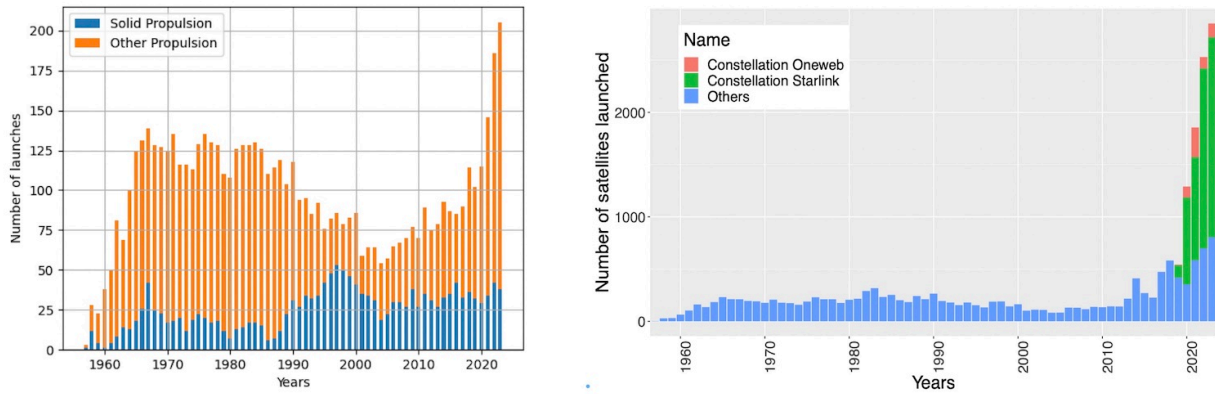 Solid Propulsion
Other Propulsion
Number of launches
200
175
150
125
100
75
50
25
0
1960 1970 1980 1990 2000 2010 2020
Years
Name
Constellation Oneweb
Constellation Starlink
Others
Number of satellites launched
2000
1000
0
1960 1970 1980 1990 2000 2010 2020
Years